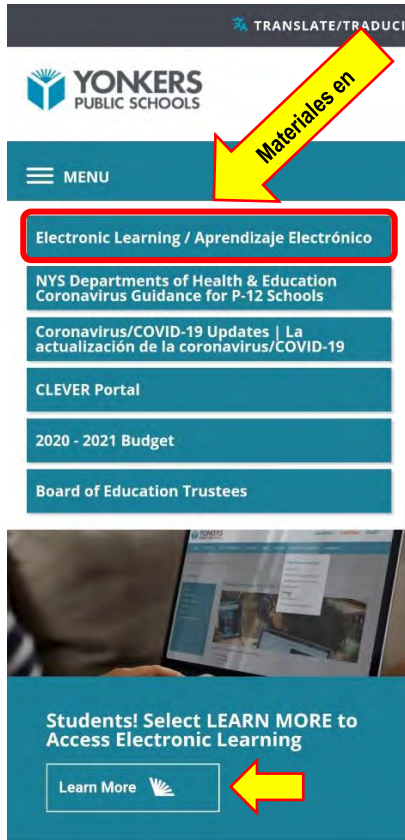 TRANSLATE/TRADUCI
YONKERS
PUBLIC SCHOOLS
Materiales en
MENU
Electronic Learning / Aprendizaje Electrónico
NYS Departments of Health & Education
Coronavirus Guidance for P-12 Schools
Coronavirus/COVID-19 Updates | La
actualización de la coronavirus/COVID-19
CLEVER Portal
2020 - 2021 Budget
Board of Education Trustees
YONKERS
Students! Select LEARN MORE to
Access Electronic Learning
Learn More